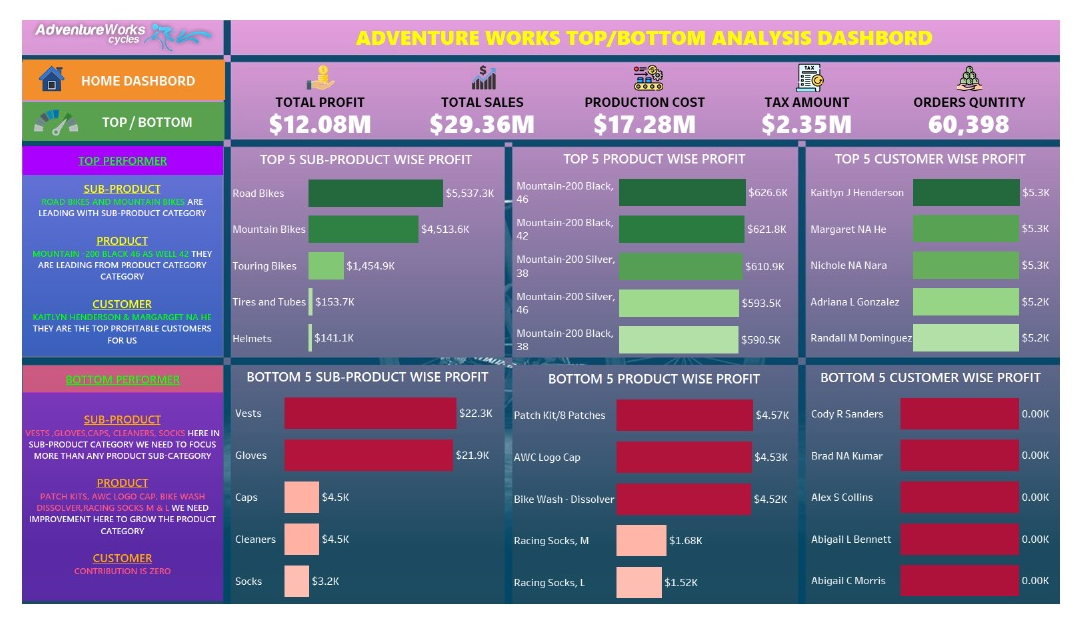 AdventureWorks
cycles
ADVENTURE WORKS TOP/BOTTOM ANALYSIS DASHBORD
HOME DASHBORD
TOP / BOTTOM
TAX
TOTAL PROFIT
$12.08M
TOTAL SALES
$29.36M
PRODUCTION COST
$17.28M
TAX AMOUNT
$2.35M
ORDERS QUNTITY
60,398
TOP PERFORMER
SUB-PRODUCT
ROAD BIKES AND MOUNTAIN BIKES ARE
LEADING WITH SUB-PRODUCT CATEGORY
PRODUCT
MOUNTAIN -200 BLACK 46 AS WELL 42 THEY
ARE LEADING FROM PRODUCT CATEGORY
CATEGORY
CUSTOMER
KAITLYN HENDERSON & MARGARGET NA HE
THEY ARE THE TOP PROFITABLE CUSTOMERS
FOR US
TOP 5 SUB-PRODUCT WISE PROFIT
Road Bikes $5,537.3K
Mountain Bikes $4,513.6K
Touring Bikes $1,454.9K
Tires and Tubes $153.7K
Helmets $141.1K
TOP 5 PRODUCT WISE PROFIT
Mountain-200 Black,
46 $626.6K
Mountain-200 Black,
42 $621.8K
Mountain-200 Silver,
38 $610.9K
Mountain-200 Silver,
46 $593.5K
Mountain-200 Black,
38 $590.5K
TOP 5 CUSTOMER WISE PROFIT
Kaitlyn J Henderson $5.3K
Margaret NA He $5.3K
Nichole NA Nara $5.3K
Adriana L Gonzalez $5.2K
Randall M Dominguez $5.2K
BOTTOM PERFORMER
SUB-PRODUCT
VESTS ,GLOVES,CAPS, CLEANERS, SOCKS HERE IN
SUB-PRODUCT CATEGORY WE NEED TO FOCUS
MORE THAN ANY PRODUCT SUB-CATEGORY
PRODUCT
PATCH KITS, AWC LOGO CAP, BIKE WASH
DISSOLVER,RACING SOCKS M & L WE NEED
IMPROVEMENT HERE TO GROW THE PRODUCT
CATEGORY
CUSTOMER
CONTRIBUTION IS ZERO
BOTTOM 5 SUB-PRODUCT WISE PROFIT
Vests $22.3K
Gloves $21.9K
Caps $4.5K
Cleaners $4.5K
Socks $3.2K
BOTTOM 5 PRODUCT WISE PROFIT
Patch Kit/8 Patches $4.57K
AWC Logo Cap $4.53K
Bike Wash - Dissolver $4.52K
Racing Socks, M $1.68K
Racing Socks, L $1.52K
BOTTOM 5 CUSTOMER WISE PROFIT
Cody R Sanders 0.00K
Brad NA Kumar 0.00K
Alex S Collins 0.00K
Abigail L Bennett 0.00K
Abigail C Morris 0.00K